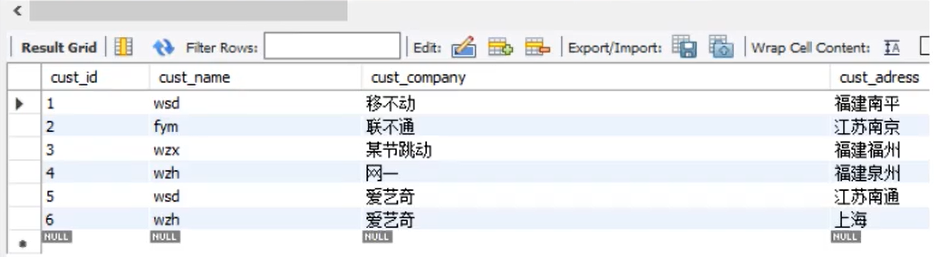 Result Grid Filter Rows: Edit: Export/Import: Wrap Cell Content:
cust_id cust_name cust_company cust_adress
1 wsd 移不动 福建南平
2 fym 联不通 江苏南京
3 wzx 某节跳动 福建福州
4 wzh 网一 福建泉州
5 wsd 爱艺奇 江苏南通
6 wzh 爱艺奇 上海
NULL NULL NULL NULL